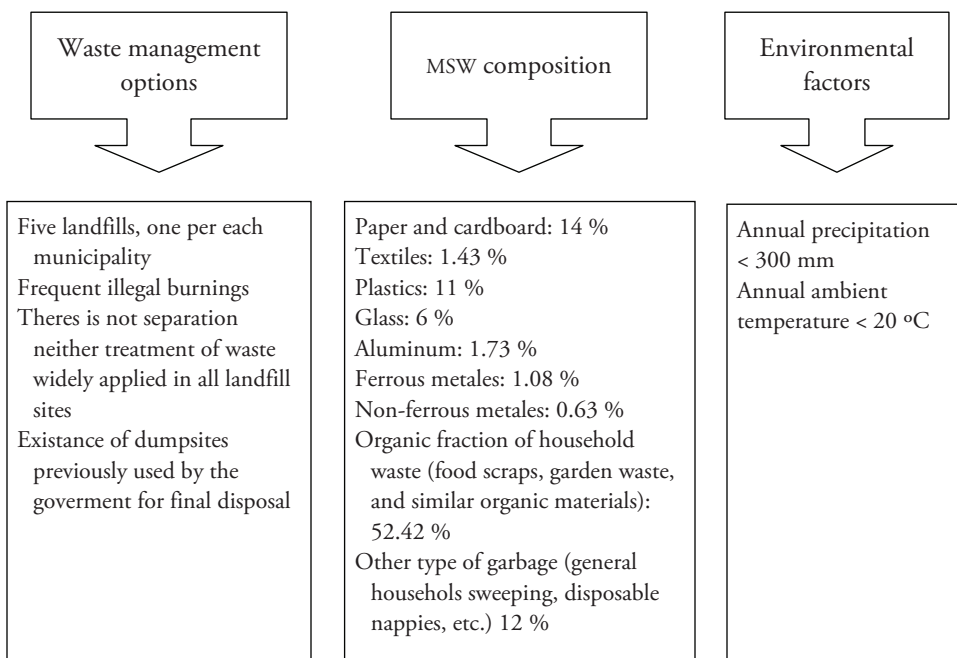 Waste management
options
MSW composition
Environmental
factors
Five landfills, one per each
municipality
Frequent illegal burnings
Theres is not separation
neither treatment of waste
widely applied in all landfill
sites
Existance of dumpsites
previously used by the
goverment for final disposal
Paper and cardboard: 14 %
Textiles: 1.43 %
Plastics: 11 %
Glass: 6 %
Aluminum: 1.73 %
Ferrous metales: 1.08 %
Non-ferrous metales: 0.63 %
Organic fraction of household
waste (food scraps, garden waste,
and similar organic materials):
52.42 %
Other type of garbage (general
househols sweeping, disposable
nappies, etc.) 12 %
Annual precipitation
< 300 mm
Annual ambient
temperature < 20 ºC